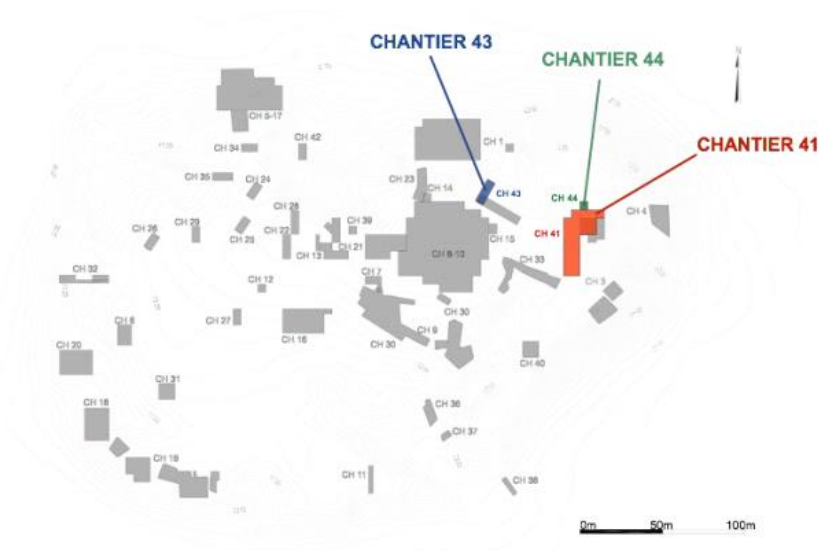 CHANTIER 43
CHANTIER 44
N
CHANTIER 41
CH 5-17
CH 42
CH 1
CH 34
CH 35
CH 24
CH 23
CH 14
CH 43
CH 44
CH 4
CH 28
CH 39
CH 29
CH 25
CH 26
CH 22
CH 21
CH 13
CH 15
CH 41
CH 8-10
CH 33
CH 32
CH 12
CH 7
CH 3
CH 27
CH 16
CH 30
CH 30
CH 9
CH 6
CH 20
CH 40
CH 31
CH 18
CH 36
CH 37
CH 19
CH 11
CH 38
0m 50m 100m